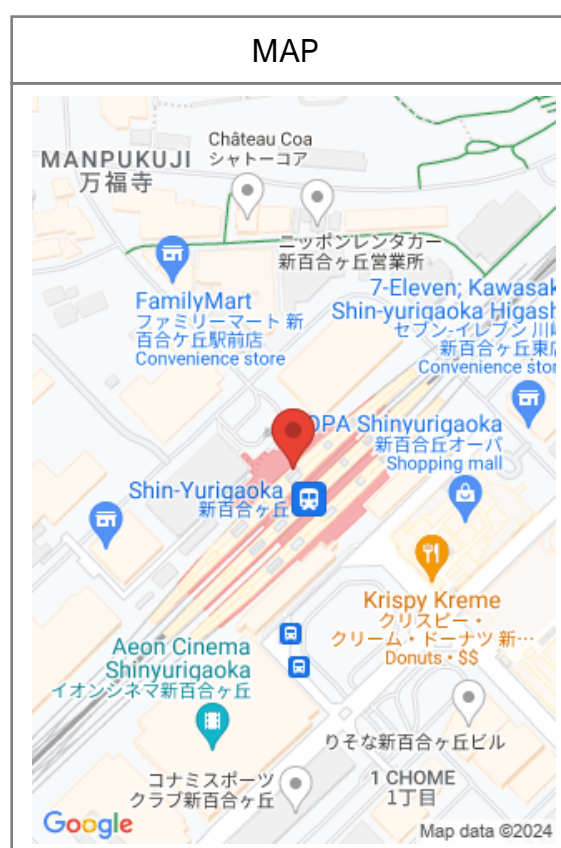 MAP
Château Coa
シャトーコア
MANPUKUJI
万福寺
ニッポンレンタカー
新百合ヶ丘営業所
FamilyMart
ファミリーマート 新
百合ケ丘駅前店
Convenience store
7-Eleven; Kawasak
Shin-yurigaoka Higash
セブン-イレブン 川
新百合ヶ丘東店
Convenience stor
OPA Shinyurigaoka
新百合丘オーパ
Shopping mall
Shin-Yurigaoka
新百合ヶ丘
Krispy Kreme
クリスピー・
クリーム・ドーナツ 新…
Donuts • $$
Aeon Cinema
Shinyurigaoka
イオンシネマ新百合ヶ丘
りそな新百合ヶ丘ビル
コナミスポーツ
クラブ新百合ヶ丘
1 CHOME
1丁目
Google
Map data ©2024